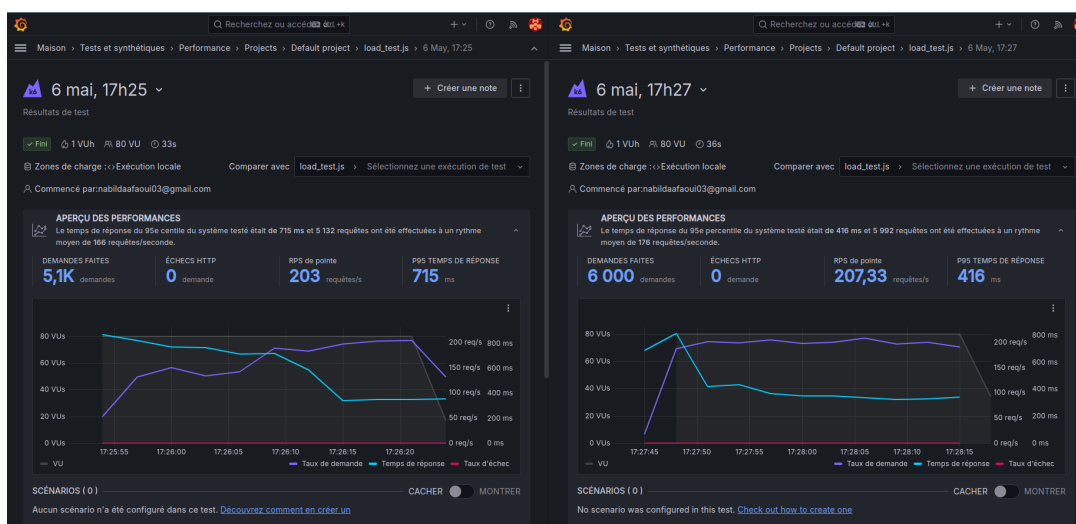 Recherchez ou accéd
+k
Maison › Tests et synthétiques › Performance › Projects › Default project › load_test.js › 6 May, 17:25
k6
6 mai, 17h25
+ Créer une note
Résultats de test
Fini 1 VUh 80 VU 33s
Zones de charge :‹›Exécution locale
Comparer avec load_test.js › Sélectionnez une exécution de test
Commencé par:nabildaafaoui03@gmail.com
APERÇU DES PERFORMANCES
Le temps de réponse du 95e centile du système testé était de 715 ms et 5 132 requêtes ont été effectuées à un rythme
moyen de 166 requêtes/seconde.
DEMANDES FAITES ÉCHECS HTTP RPS de pointe P95 TEMPS DE RÉPONSE
5,1K demandes 0 demande 203 requêtes/s 715 ms
80 VUs 200 req/s 800 ms
60 VUs 150 req/s 600 ms
40 VUs 100 req/s 400 ms
20 VUs 50 req/s 200 ms
0 VUs 0 req/s 0 ms
17:25:55 17:26:00 17:26:05 17:26:10 17:26:15 17:26:20
VU Taux de demande Temps de réponse Taux d'échec
SCÉNARIOS ( 0 ) CACHER MONTRER
Aucun scénario n'a été configuré dans ce test. Découvrez comment en créer un
Recherchez ou accéd
+k
Maison › Tests et synthétiques › Performance › Projects › Default project › load_test.js › 6 May, 17:27
k6
6 mai, 17h27
+ Créer une note
Résultats de test
Fini 1 VUh 80 VU 36s
Zones de charge :‹›Exécution locale
Comparer avec load_test.js › Sélectionnez une exécution de test
Commencé par:nabildaafaoui03@gmail.com
APERÇU DES PERFORMANCES
Le temps de réponse du 95e percentile du système testé était de 416 ms et 5 992 requêtes ont été effectuées à un rythme
moyen de 176 requêtes/seconde.
DEMANDES FAITES ÉCHECS HTTP RPS de pointe P95 TEMPS DE RÉPONSE
6 000 demandes 0 demande 207,33 requêtes/s 416 ms
80 VUs 200 req/s 800 ms
60 VUs 150 req/s 600 ms
40 VUs 100 req/s 400 ms
20 VUs 50 req/s 200 ms
0 VUs 0 req/s 0 ms
17:27:45 17:27:50 17:27:55 17:28:00 17:28:05 17:28:10 17:28:15
VU Taux de demande Temps de réponse Taux d'échec
SCÉNARIOS ( 0 ) CACHER MONTRER
No scenario was configured in this test. Check out how to create one